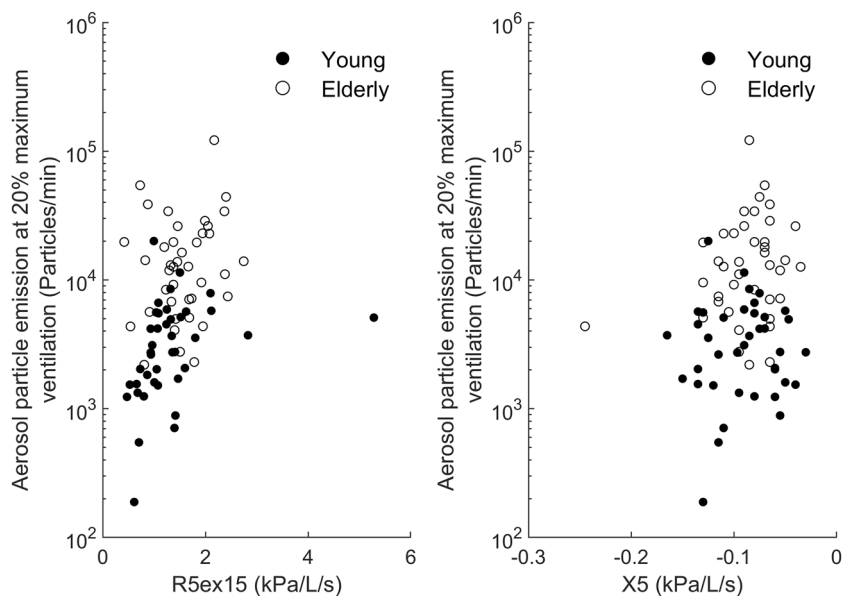 Aerosol particle emission at 20% maximum
ventilation (Particles/min)
10^6
10^5
10^4
10^3
10^2
Young
Elderly
0
2
4
6
R5ex15 (kPa/L/s)
Aerosol particle emission at 20% maximum
ventilation (Particles/min)
10^6
10^5
10^4
10^3
10^2
Young
Elderly
-0.3
-0.2
-0.1
0
X5 (kPa/L/s)